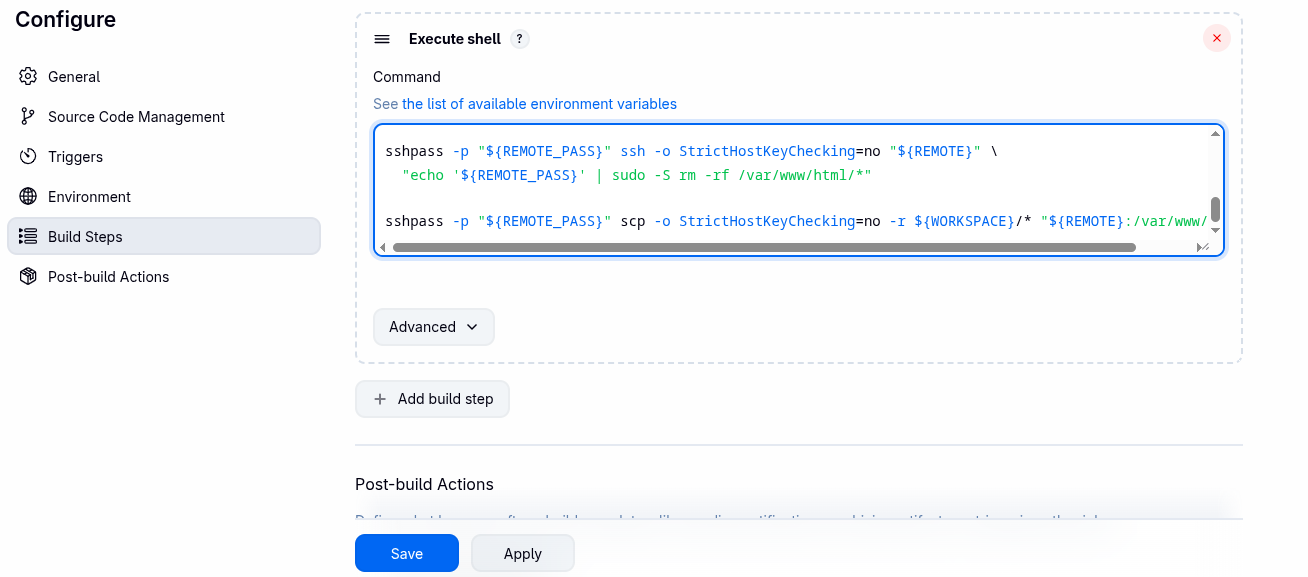 Configure
General
Source Code Management
Triggers
Environment
Build Steps
Post-build Actions
Execute shell ?
Command
See the list of available environment variables
sshpass -p "${REMOTE_PASS}" ssh -o StrictHostKeyChecking=no "${REMOTE}" \
"echo '${REMOTE_PASS}' | sudo -S rm -rf /var/www/html/*"
sshpass -p "${REMOTE_PASS}" scp -o StrictHostKeyChecking=no -r ${WORKSPACE}/* "${REMOTE}:/var/www/
Advanced
Add build step
Post-build Actions
Save
Apply